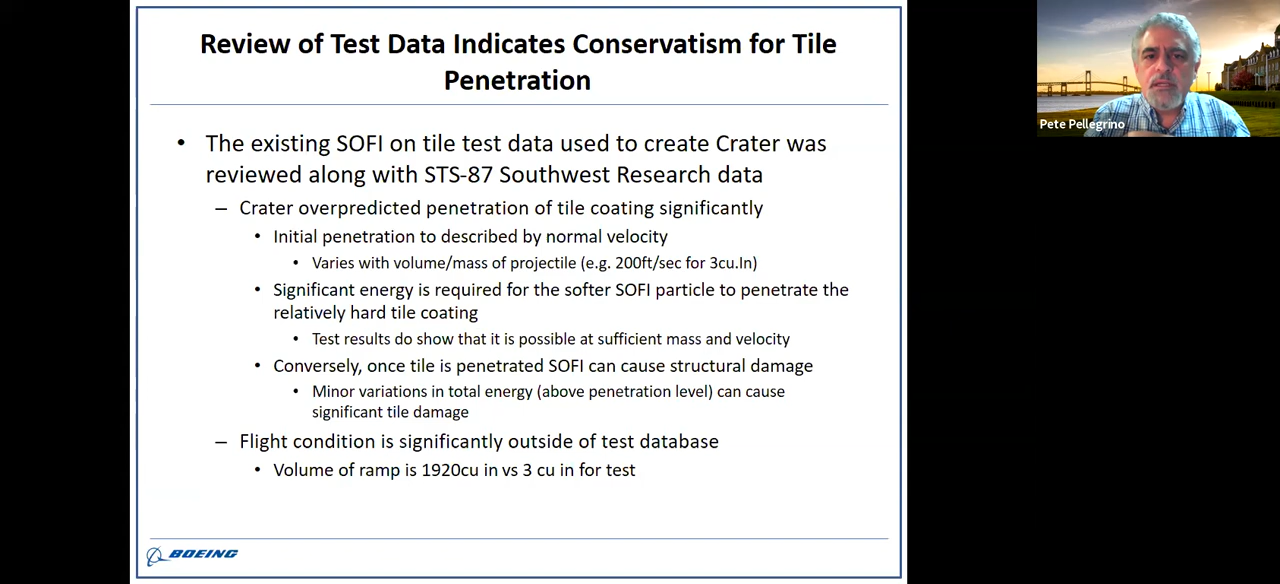 Review of Test Data Indicates Conservatism for Tile
Penetration
• The existing SOFI on tile test data used to create Crater was
reviewed along with STS-87 Southwest Research data
– Crater overpredicted penetration of tile coating significantly
• Initial penetration to described by normal velocity
• Varies with volume/mass of projectile (e.g. 200ft/sec for 3cu.In)
• Significant energy is required for the softer SOFI particle to penetrate the
relatively hard tile coating
• Test results do show that it is possible at sufficient mass and velocity
• Conversely, once tile is penetrated SOFI can cause structural damage
• Minor variations in total energy (above penetration level) can cause
significant tile damage
– Flight condition is significantly outside of test database
• Volume of ramp is 1920cu in vs 3 cu in for test
BOEING
Pete Pellegrino